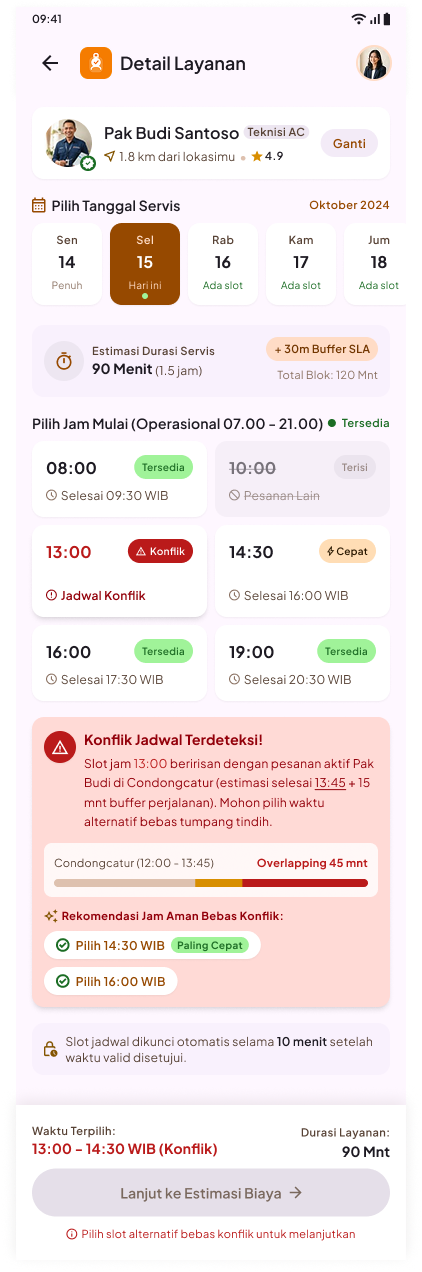 09:41
Detail Layanan
Pak Budi Santoso Teknisi AC
1.8 km dari lokasimu • 4.9
Ganti
Pilih Tanggal Servis
Oktober 2024
Sen
14
Penuh
Sel
15
Hari ini
Rab
16
Ada slot
Kam
17
Ada slot
Jum
18
Ada slot
Estimasi Durasi Servis
90 Menit (1.5 jam)
+ 30m Buffer SLA
Total Blok: 120 Mnt
Pilih Jam Mulai (Operasional 07.00 - 21.00)
Tersedia
08:00 Tersedia
Selesai 09:30 WIB
10:00 Terisi
Pesanan Lain
13:00 Konflik
Jadwal Konflik
14:30 Cepat
Selesai 16:00 WIB
16:00 Tersedia
Selesai 17:30 WIB
19:00 Tersedia
Selesai 20:30 WIB
Konflik Jadwal Terdeteksi!
Slot jam 13:00 beririsan dengan pesanan aktif Pak
Budi di Condongcatur (estimasi selesai 13:45 + 15
mnt buffer perjalanan). Mohon pilih waktu
alternatif bebas tumpang tindih.
Condongcatur (12:00 - 13:45)
Overlapping 45 mnt
Rekomendasi Jam Aman Bebas Konflik:
Pilih 14:30 WIB Paling Cepat
Pilih 16:00 WIB
Slot jadwal dikunci otomatis selama 10 menit setelah
waktu valid disetujui.
Waktu Terpilih:
13:00 - 14:30 WIB (Konflik)
Durasi Layanan:
90 Mnt
Lanjut ke Estimasi Biaya
Pilih slot alternatif bebas konflik untuk melanjutkan